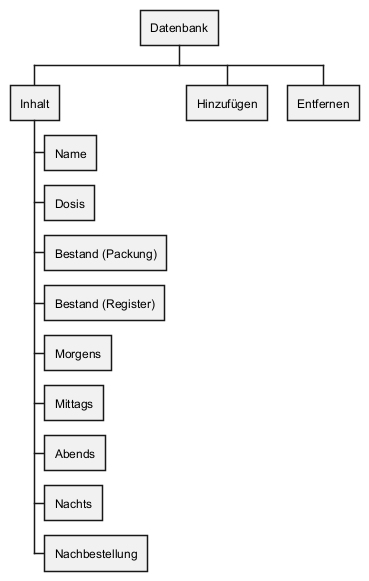 Datenbank
Inhalt
Hinzufügen
Entfernen
Name
Dosis
Bestand (Packung)
Bestand (Register)
Morgens
Mittags
Abends
Nachts
Nachbestellung